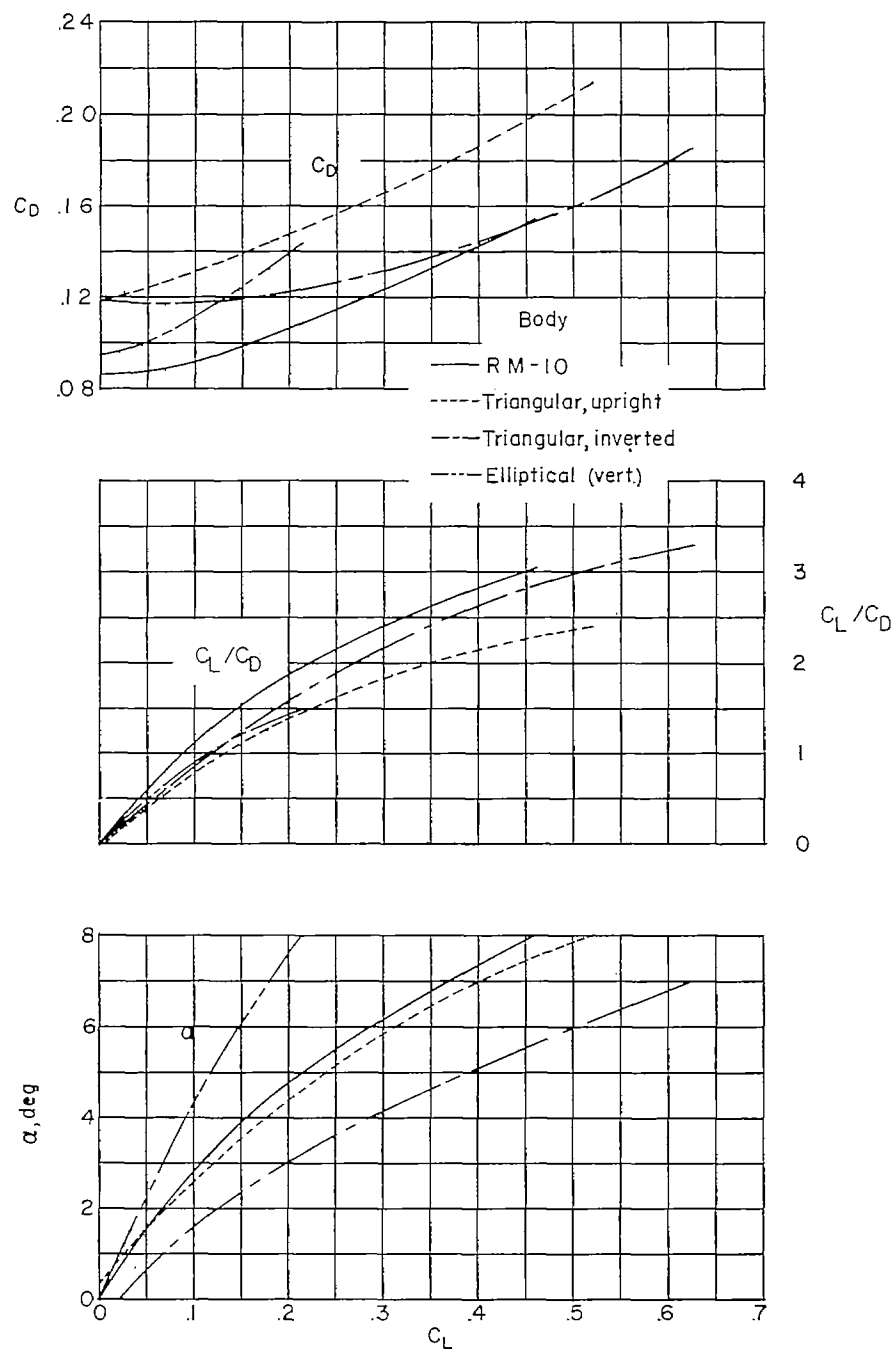 .24
.20
C_D
C_D .16
.12
.08
Body
RM-10
Triangular, upright
Triangular, inverted
Elliptical (vert.)
4
3
C_L/C_D
C_L/C_D
2
1
0
8
6
α
α, deg
4
2
0
0 .1 .2 .3 .4 .5 .6 .7
C_L